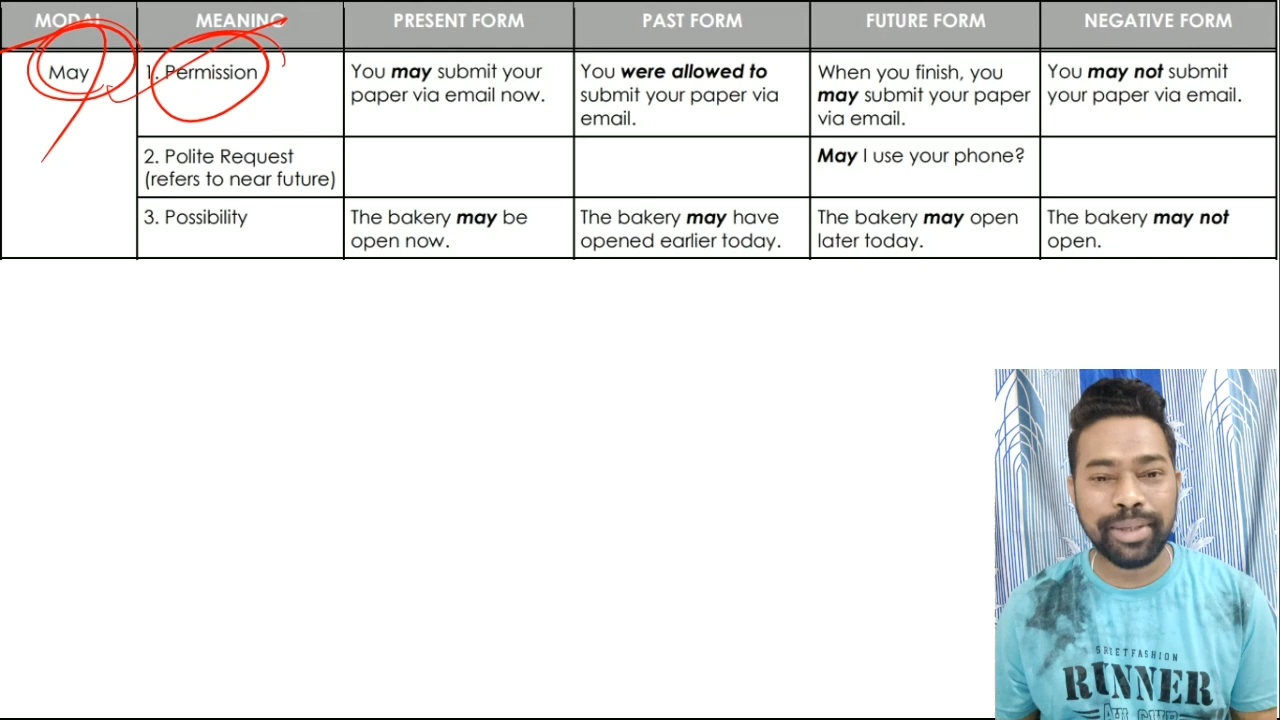 MODAL MEANING PRESENT FORM PAST FORM FUTURE FORM NEGATIVE FORM
May 1. Permission You may submit your You were allowed to When you finish, you You may not submit
paper via email now. submit your paper via may submit your paper your paper via email.
email. via email.
2. Polite Request May I use your phone?
(refers to near future)
3. Possibility The bakery may be The bakery may have The bakery may open The bakery may not
open now. opened earlier today. later today. open.
RUNNER